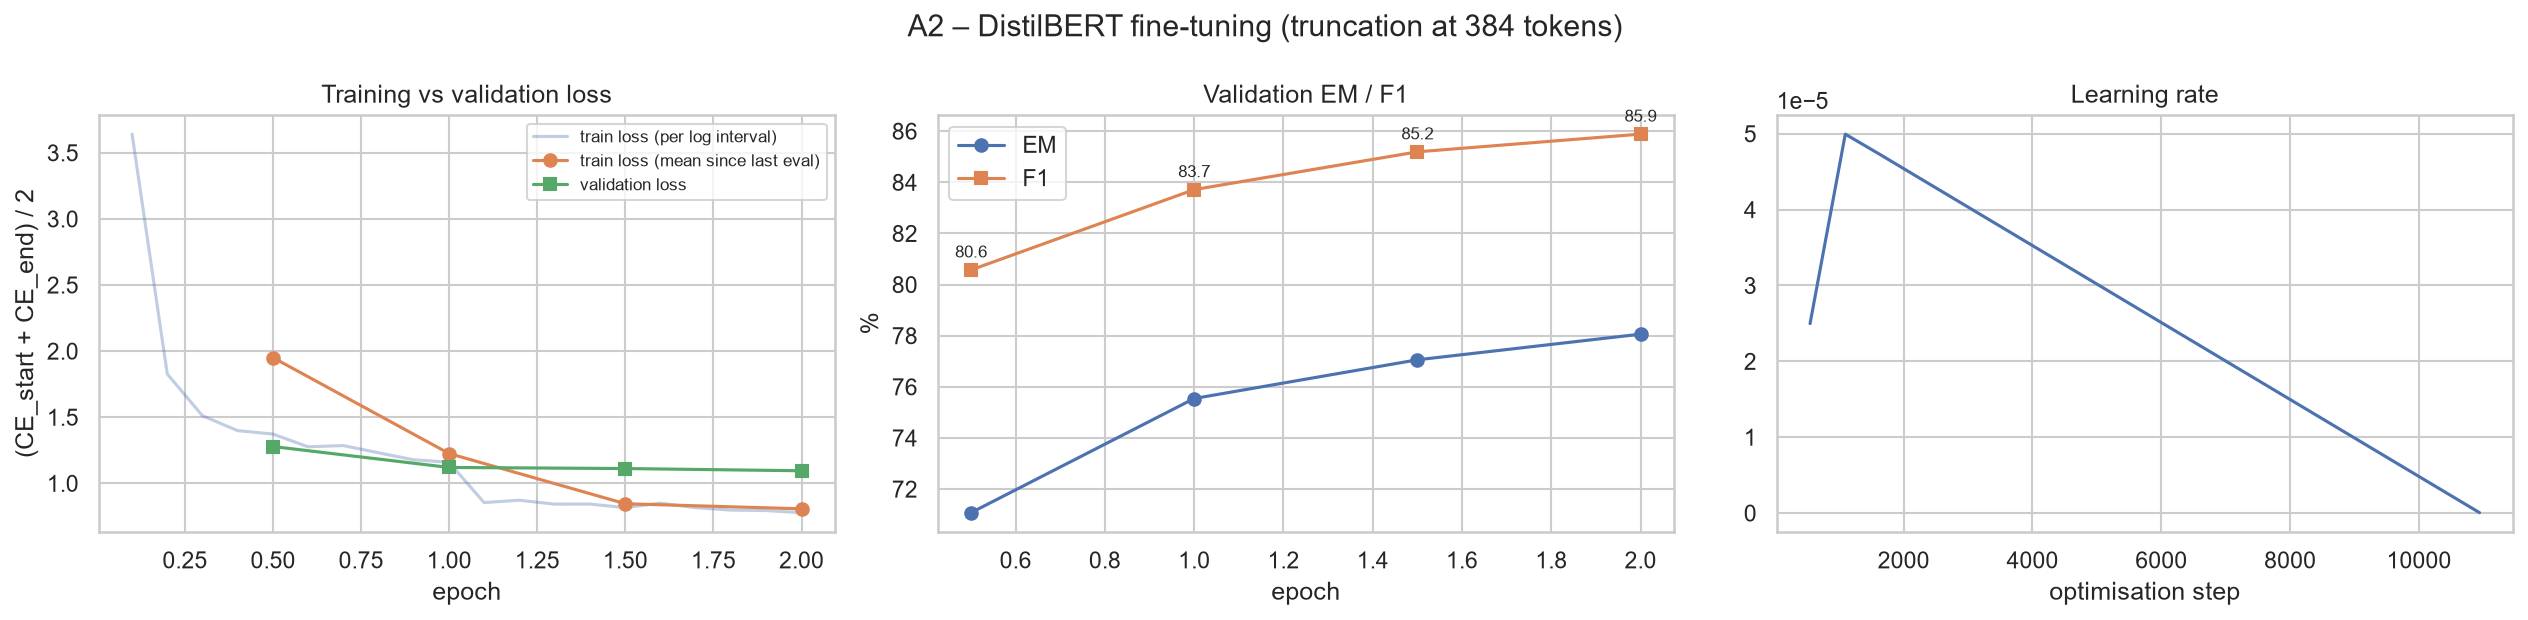 A2 – DistilBERT fine-tuning (truncation at 384 tokens)
Training vs validation loss
(CE_start + CE_end) / 2
3.5
3.0
2.5
2.0
1.5
1.0
train loss (per log interval)
train loss (mean since last eval)
validation loss
0.25 0.50 0.75 1.00 1.25 1.50 1.75 2.00
epoch
Validation EM / F1
%
86
84
82
80
78
76
74
72
EM
F1
80.6
83.7
85.2
85.9
0.6 0.8 1.0 1.2 1.4 1.6 1.8 2.0
epoch
Learning rate
1e−5
5
4
3
2
1
0
2000 4000 6000 8000 10000
optimisation step